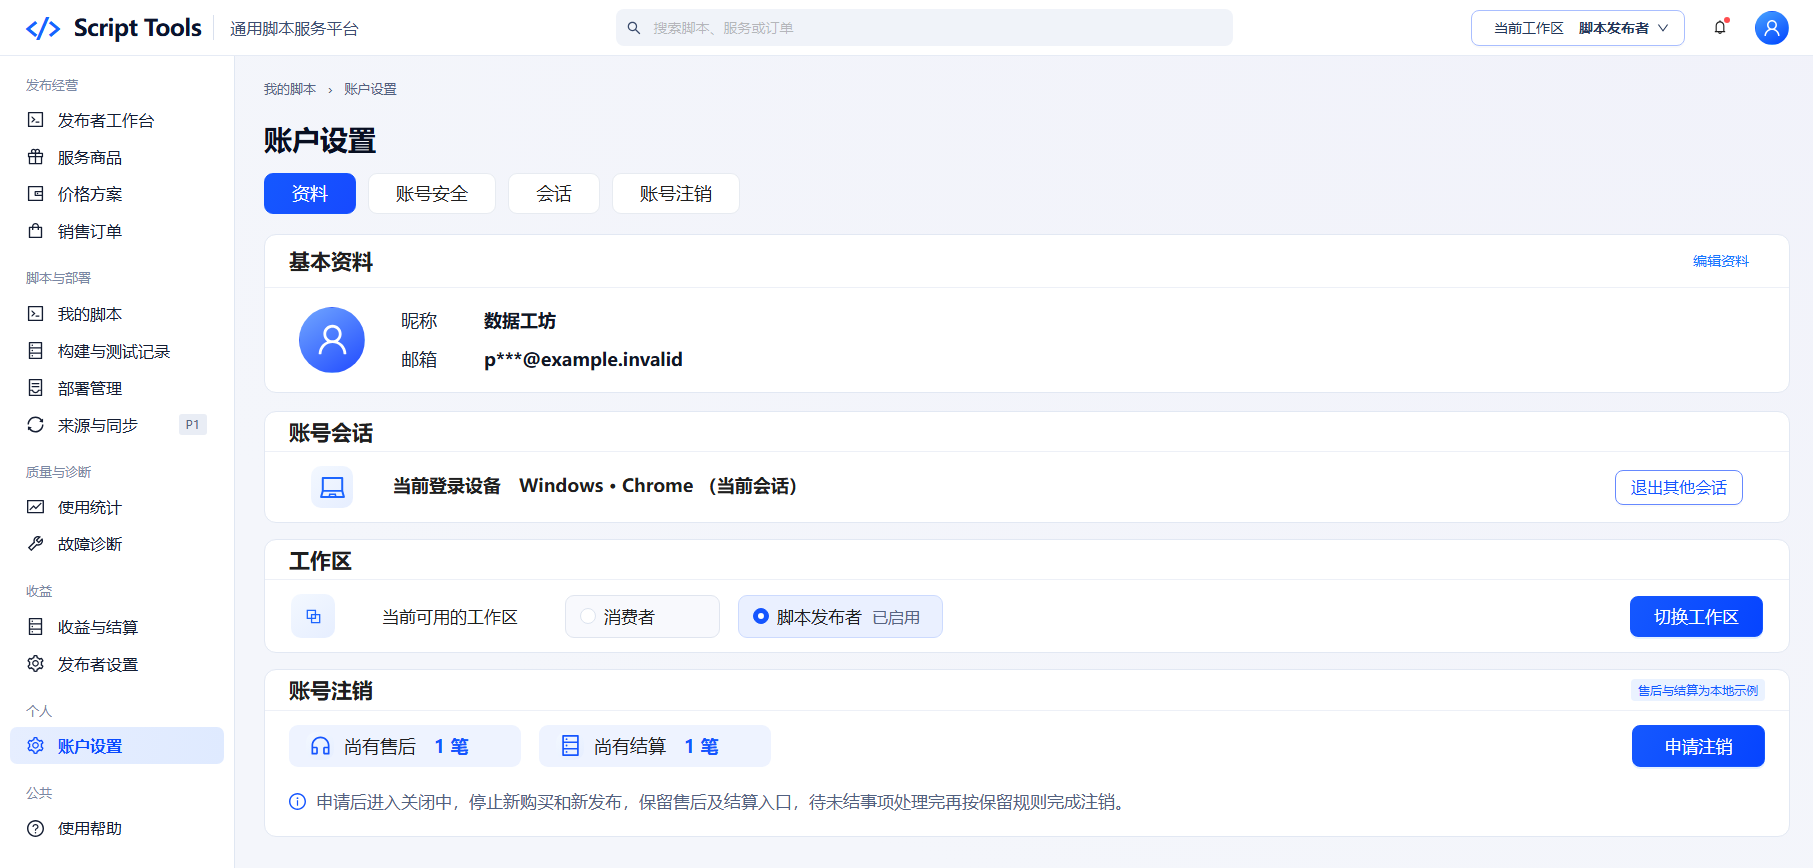 </> Script Tools 通用脚本服务平台
搜索脚本、服务或订单
当前工作区 脚本发布者
发布经营
发布者工作台
服务商品
价格方案
销售订单
脚本与部署
我的脚本
构建与测试记录
部署管理
来源与同步 P1
质量与诊断
使用统计
故障诊断
收益
收益与结算
发布者设置
个人
账户设置
公共
使用帮助
我的脚本 › 账户设置
账户设置
资料 账号安全 会话 账号注销
基本资料 编辑资料
昵称 数据工坊
邮箱 p***@example.invalid
账号会话
当前登录设备 Windows • Chrome （当前会话） 退出其他会话
工作区
当前可用的工作区 消费者 脚本发布者 已启用 切换工作区
账号注销 售后与结算为本地示例
尚有售后 1 笔 尚有结算 1 笔 申请注销
申请后进入关闭中，停止新购买和新发布，保留售后及结算入口，待未结事项处理完再按保留规则完成注销。